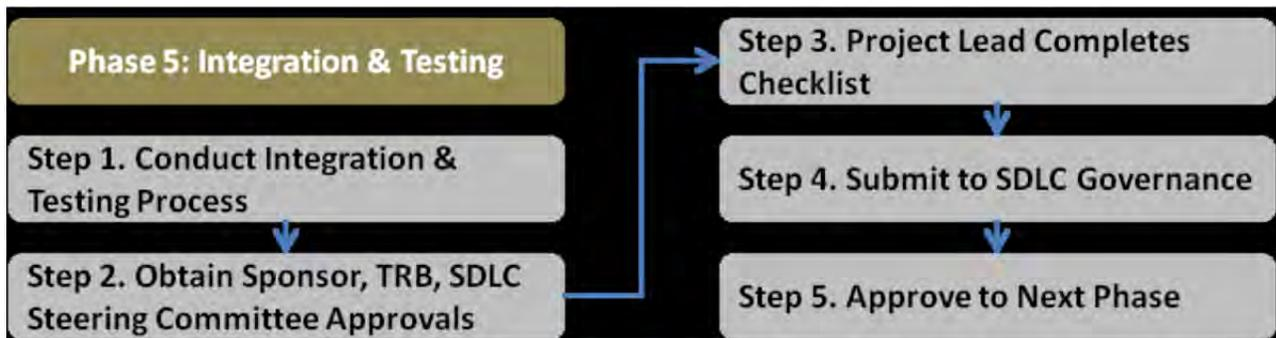 Phase 5: Integration & Testing
Step 1. Conduct Integration &
Testing Process
Step 2. Obtain Sponsor, TRB, SDLC
Steering Committee Approvals
Step 3. Project Lead Completes
Checklist
Step 4. Submit to SDLC Governance
Step 5. Approve to Next Phase